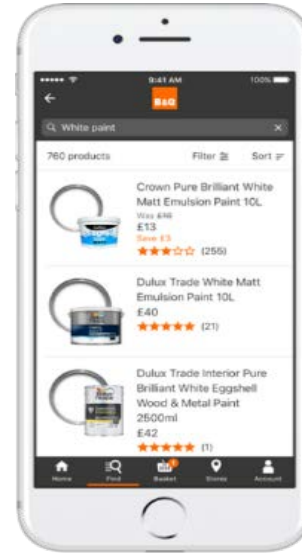 9:41 AM
100%
B&Q
White paint
760 products
Filter
Sort
Crown Pure Brilliant White
Matt Emulsion Paint 10L
Was £16
£13
Save £3
(255)
Dulux Trade White Matt
Emulsion Paint 10L
£40
(21)
Dulux Trade Interior Pure
Brilliant White Eggshell
Wood & Metal Paint
2500ml
£42
(1)
Home
Find
Basket
Stores
Account